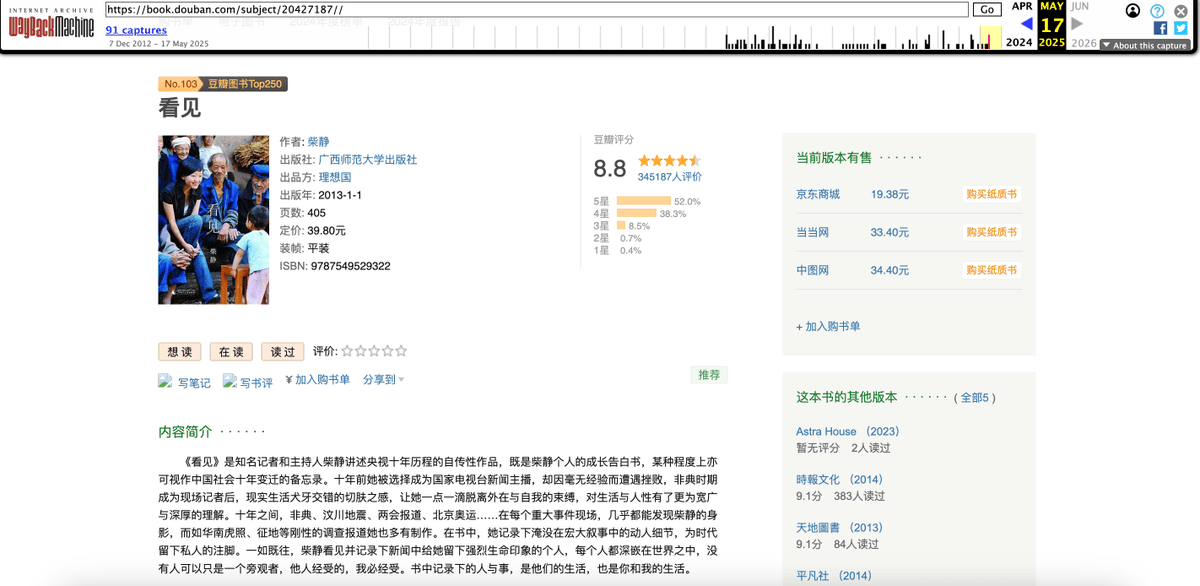 INTERNET ARCHIVE
WayBackMachine
https://book.douban.com/subject/20427187//
Go
91 captures
7 Dec 2012 – 17 May 2025
APR MAY JUN
17
2024 2025 2026
About this capture
购书单 电子图书 2024年度榜单 2024年度报告
No.103 豆瓣图书Top250
看见
看见
柴静
作者: 柴静
出版社: 广西师范大学出版社
出品方: 理想国
出版年: 2013-1-1
页数: 405
定价: 39.80元
装帧: 平装
ISBN: 9787549529322
豆瓣评分
8.8
345187人评价
5星 52.0%
4星 38.3%
3星 8.5%
2星 0.7%
1星 0.4%
想读 在读 读过 评价:
写笔记 写书评 ¥加入购书单 分享到
推荐
内容简介 · · · · · ·
《看见》是知名记者和主持人柴静讲述央视十年历程的自传性作品，既是柴静个人的成长告白书，某种程度上亦
可视作中国社会十年变迁的备忘录。十年前她被选择成为国家电视台新闻主播，却因毫无经验而遭遇挫败，非典时期
成为现场记者后，现实生活犬牙交错的切肤之感，让她一点一滴脱离外在与自我的束缚，对生活与人性有了更为宽广
与深厚的理解。十年之间，非典、汶川地震、两会报道、北京奥运……在每个重大事件现场，几乎都能发现柴静的身
影，而如华南虎照、征地等刚性的调查报道她也多有制作。在书中，她记录下淹没在宏大叙事中的动人细节，为时代
留下私人的注脚。一如既往，柴静看见并记录下新闻中给她留下强烈生命印象的个人，每个人都深嵌在世界之中，没
有人可以只是一个旁观者，他人经受的，我必经受。书中记录下的人与事，是他们的生活，也是你和我的生活。
当前版本有售 · · · · · ·
京东商城 19.38元 购买纸质书
当当网 33.40元 购买纸质书
中图网 34.40元 购买纸质书
+ 加入购书单
这本书的其他版本 · · · · · · ( 全部5 )
Astra House （2023）
暂无评分 2人读过
時報文化 （2014）
9.1分 383人读过
天地圖書 （2013）
9.1分 84人读过
平凡社 （2014）